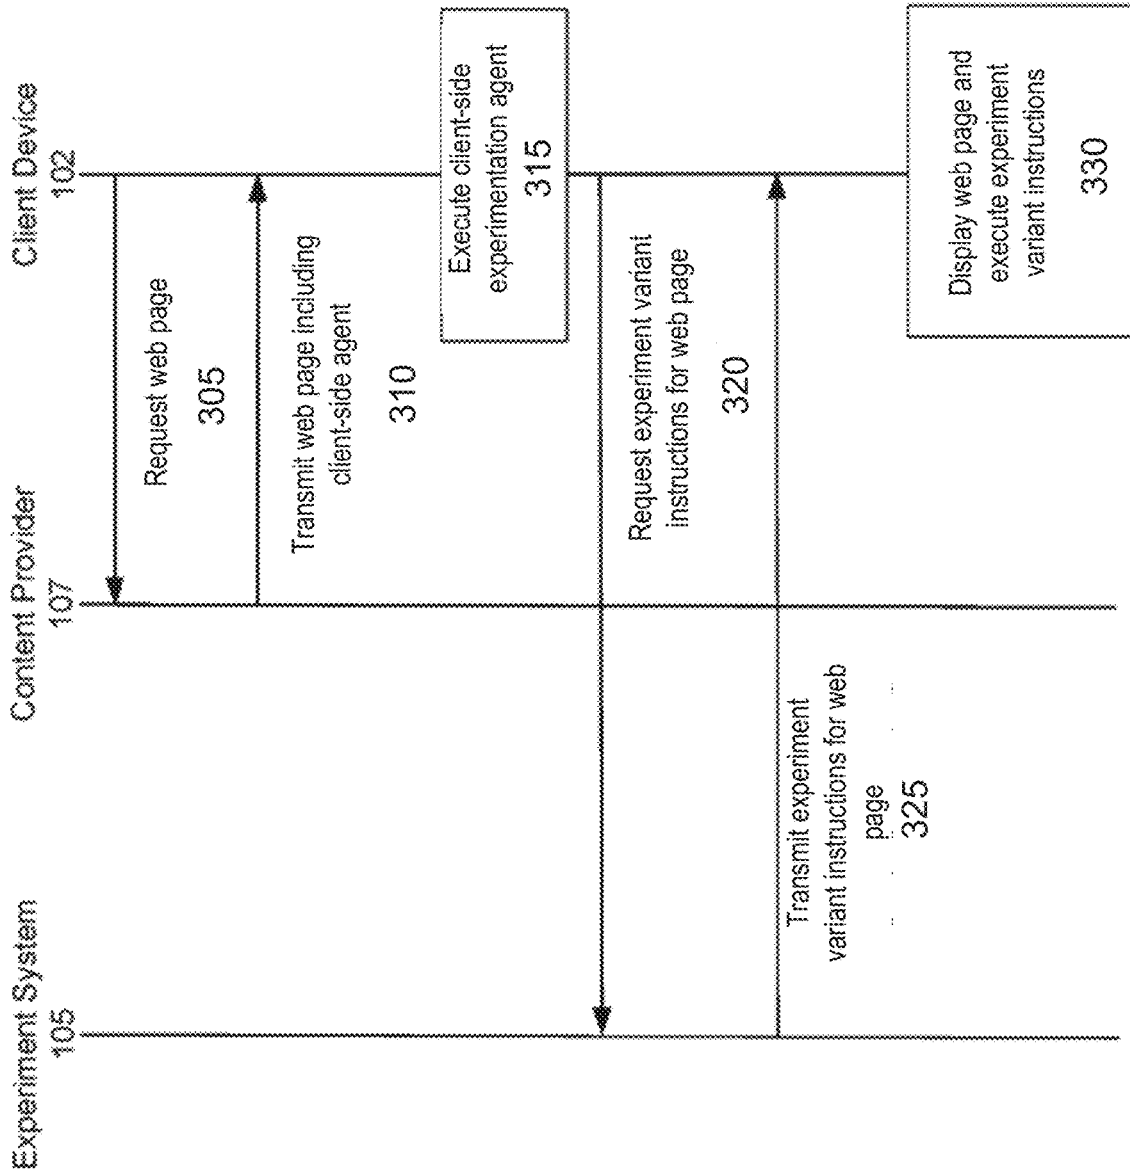 Experiment System
105
Content Provider
107
Client Device
102
Request web page
305
Transmit web page including
client-side agent
310
Execute client-side
experimentation agent
315
Request experiment variant
instructions for web page
320
Transmit experiment
variant instructions for web
page
325
Display web page and
execute experiment
variant instructions
330